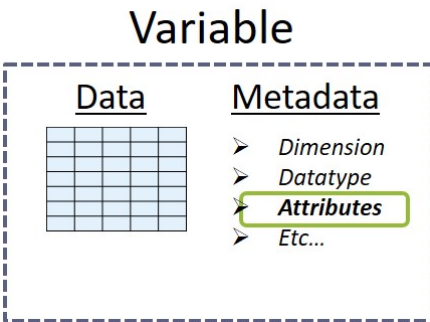 Variable
Data
Metadata
➢ Dimension
➢ Datatype
➢ Attributes
➢ Etc...